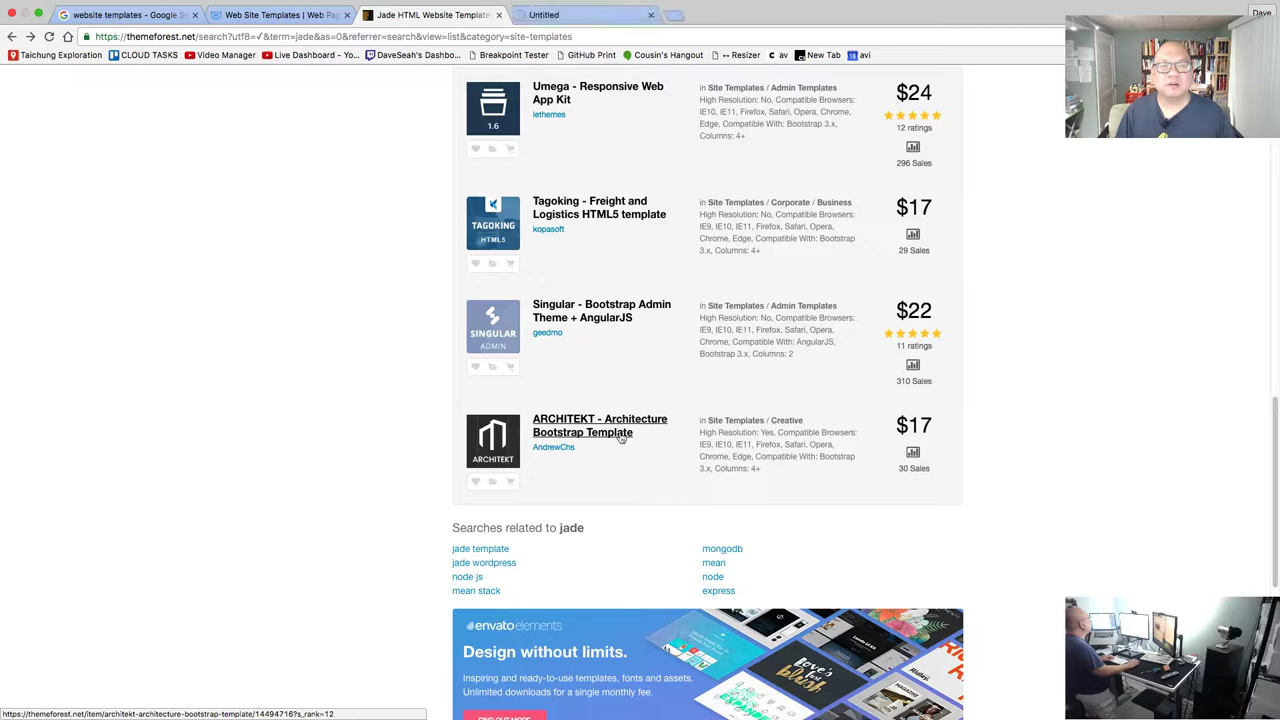 website templates - Google S
Web Site Templates | Web Pa
Jade HTML Website Template
Untitled
Dave
https://themeforest.net/search?utf8=✓&term=jade&as=0&referrer=search&view=list&category=site-templates
Taichung Edition
CLOUD TASKS
Video Manager
Live Dashboard - Yo...
DaveSeah's Dashbo...
Breakpoint Tester
GitHub Print
Cousin's Hangout
↔ Resizer
av
New Tab
avi
1.6
Umega - Responsive Web
App Kit
lethemes
in Site Templates / Admin Templates
High Resolution: No, Compatible Browsers:
IE10, IE11, Firefox, Safari, Opera, Chrome,
Edge, Compatible With: Bootstrap 3.x,
Columns: 4+
$24
12 ratings
296 Sales
TAGOKING
HTML5
Tagoking - Freight and
Logistics HTML5 template
kopasoft
in Site Templates / Corporate / Business
High Resolution: No, Compatible Browsers:
IE9, IE10, IE11, Firefox, Safari, Opera,
Chrome, Edge, Compatible With: Bootstrap
3.x, Columns: 4+
$17
29 Sales
SINGULAR
ADMIN
Singular - Bootstrap Admin
Theme + AngularJS
geedmo
in Site Templates / Admin Templates
High Resolution: No, Compatible Browsers:
IE9, IE10, IE11, Firefox, Safari, Opera,
Chrome, Compatible With: AngularJS,
Bootstrap 3.x, Columns: 2
$22
11 ratings
310 Sales
ARCHITEKT
ARCHITEKT - Architecture
Bootstrap Template
AndrewChs
in Site Templates / Creative
High Resolution: Yes, Compatible Browsers:
IE9, IE10, IE11, Firefox, Safari, Opera,
Chrome, Edge, Compatible With: Bootstrap
3.x, Columns: 4+
$17
30 Sales
Searches related to jade
jade template
jade wordpress
node js
mean stack
mongodb
mean
node
express
envatoelements
Design without limits.
Inspiring and ready-to-use templates, fonts and assets.
Unlimited downloads for a single monthly fee.
FIND OUT MORE
https://themeforest.net/item/architekt-architecture-bootstrap-template/14494716?s_rank=12